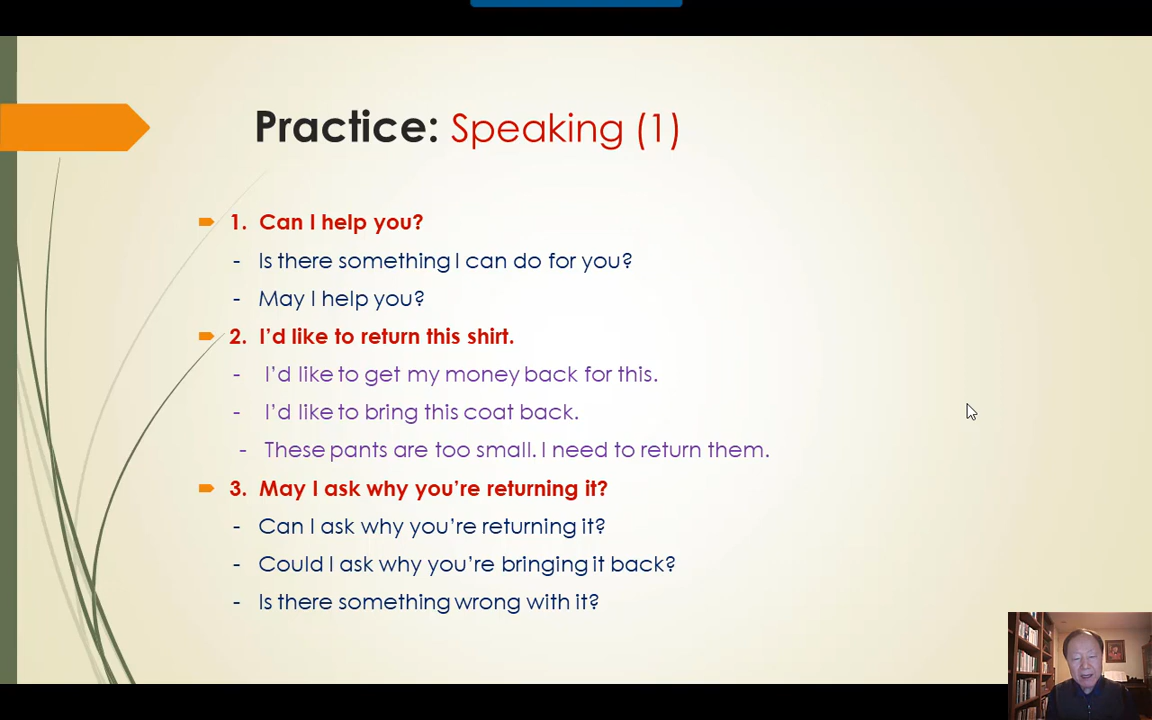 Practice: Speaking (1)
1. Can I help you?
- Is there something I can do for you?
- May I help you?
2. I’d like to return this shirt.
- I’d like to get my money back for this.
- I’d like to bring this coat back.
- These pants are too small. I need to return them.
3. May I ask why you’re returning it?
- Can I ask why you’re returning it?
- Could I ask why you’re bringing it back?
- Is there something wrong with it?